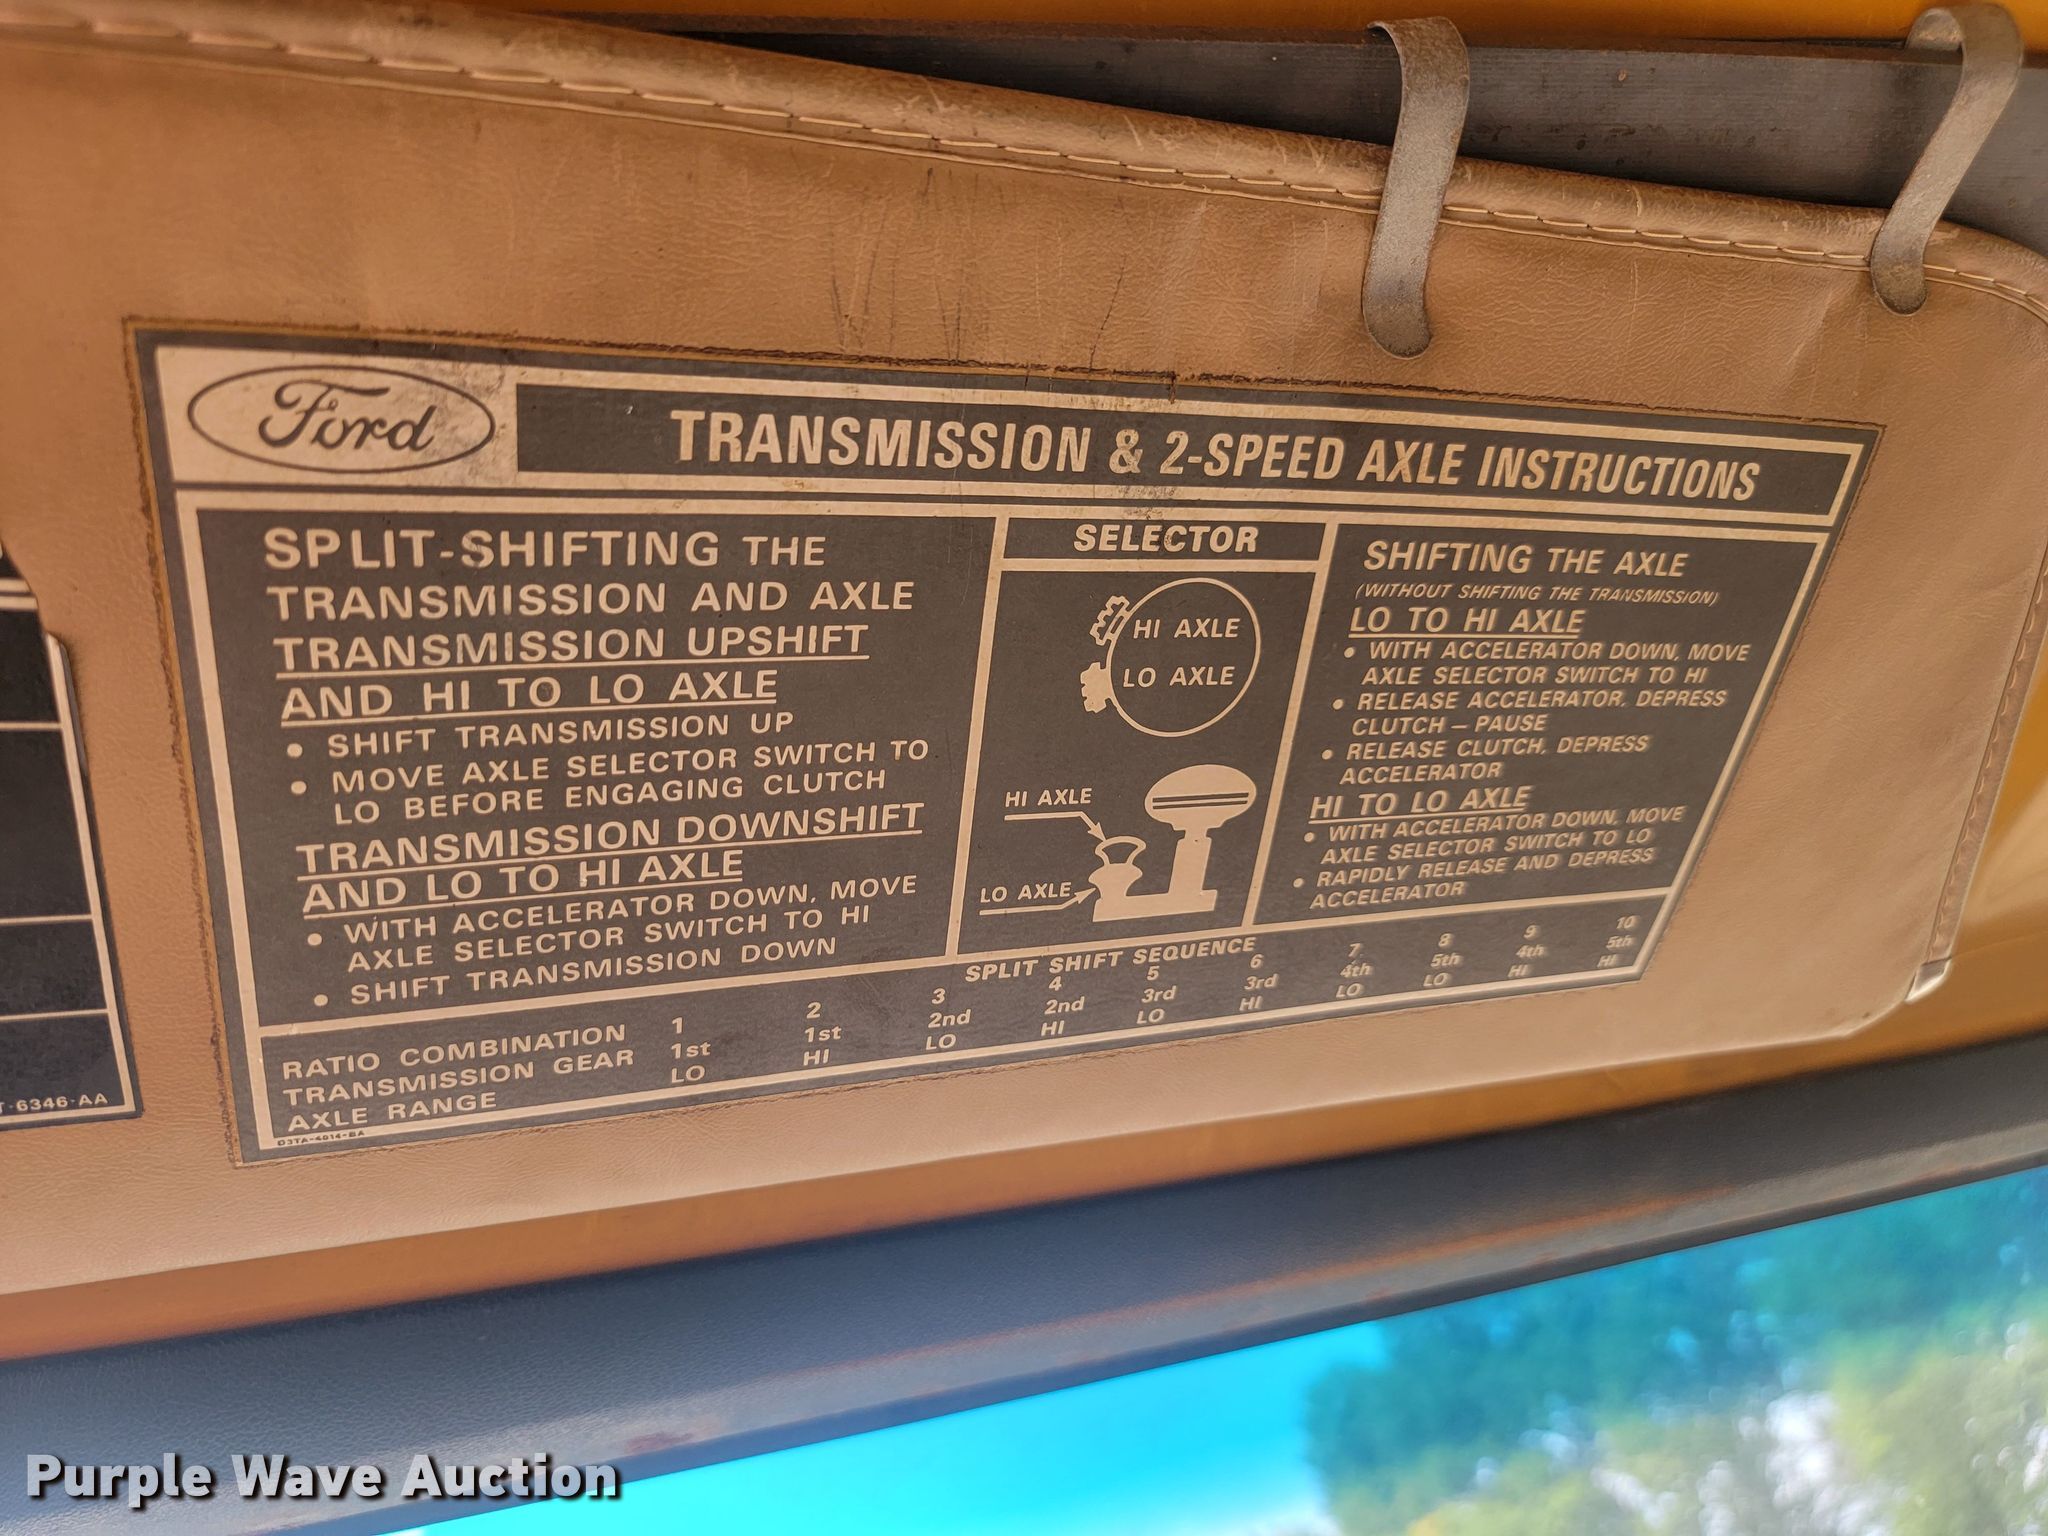 Ford
TRANSMISSION & 2-SPEED AXLE INSTRUCTIONS
SPLIT-SHIFTING THE
TRANSMISSION AND AXLE
TRANSMISSION UPSHIFT
AND HI TO LO AXLE
• SHIFT TRANSMISSION UP
• MOVE AXLE SELECTOR SWITCH TO
LO BEFORE ENGAGING CLUTCH
TRANSMISSION DOWNSHIFT
AND LO TO HI AXLE
• WITH ACCELERATOR DOWN, MOVE
AXLE SELECTOR SWITCH TO HI
• SHIFT TRANSMISSION DOWN
SELECTOR
HI AXLE
LO AXLE
HI AXLE
LO AXLE
SHIFTING THE AXLE
(WITHOUT SHIFTING THE TRANSMISSION)
LO TO HI AXLE
• WITH ACCELERATOR DOWN, MOVE
AXLE SELECTOR SWITCH TO HI
• RELEASE ACCELERATOR, DEPRESS
CLUTCH – PAUSE
• RELEASE CLUTCH, DEPRESS
ACCELERATOR
HI TO LO AXLE
• WITH ACCELERATOR DOWN, MOVE
AXLE SELECTOR SWITCH TO LO
• RAPIDLY RELEASE AND DEPRESS
ACCELERATOR
SPLIT SHIFT SEQUENCE
RATIO COMBINATION 1 2 3 4 5 6 7 8 9 10
TRANSMISSION GEAR 1st 1st 2nd 2nd 3rd 3rd 4th 5th 4th 5th
AXLE RANGE LO HI LO HI LO HI LO LO HI HI
D3TA-4014-BA
T-6346-AA
Purple Wave Auction